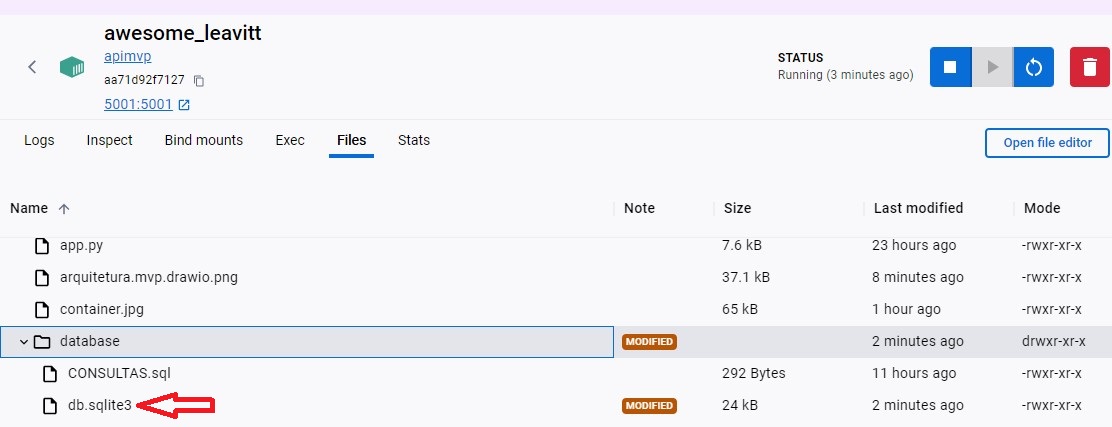 awesome_leavitt
apimvp
aa71d92f7127
5001:5001
STATUS
Running (3 minutes ago)
Logs Inspect Bind mounts Exec Files Stats Open file editor
Name Note Size Last modified Mode
app.py 7.6 kB 23 hours ago -rwxr-xr-x
arquitetura.mvp.drawio.png 37.1 kB 8 minutes ago -rwxr-xr-x
container.jpg 65 kB 1 hour ago -rwxr-xr-x
database MODIFIED 2 minutes ago drwxr-xr-x
CONSULTAS.sql 292 Bytes 11 hours ago -rwxr-xr-x
db.sqlite3 MODIFIED 24 kB 2 minutes ago -rwxr-xr-x